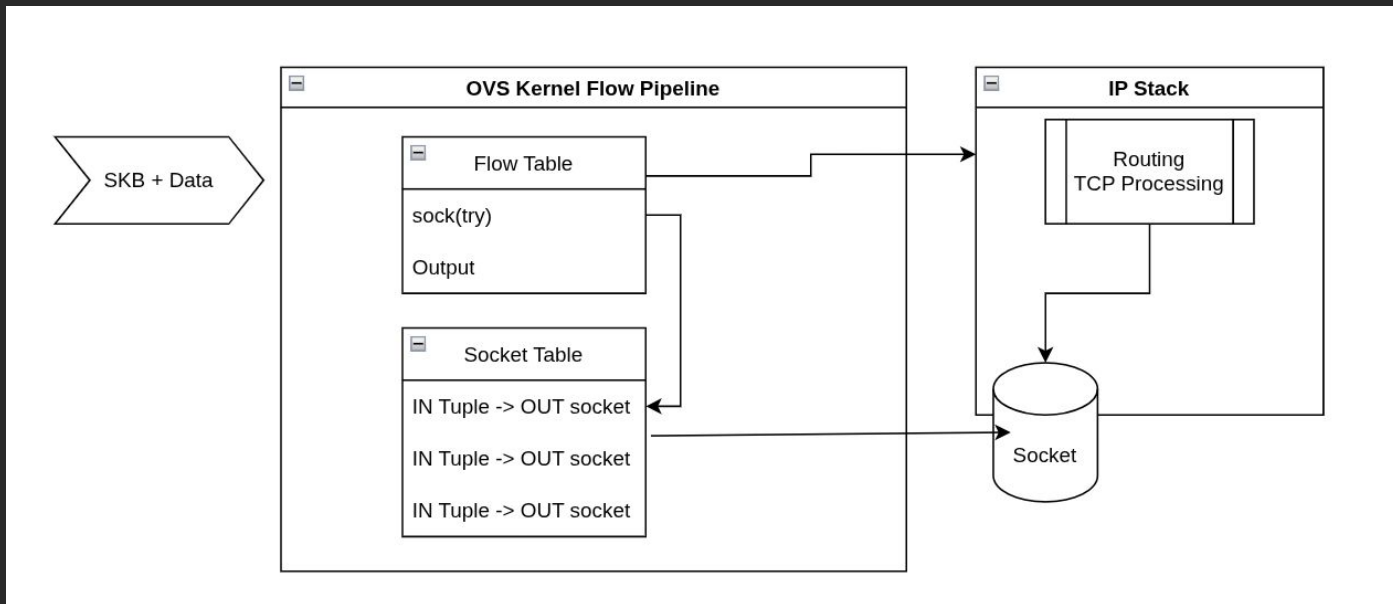 SKB + Data
OVS Kernel Flow Pipeline
Flow Table
sock(try)
Output
Socket Table
IN Tuple -> OUT socket
IN Tuple -> OUT socket
IN Tuple -> OUT socket
IP Stack
Routing
TCP Processing
Socket